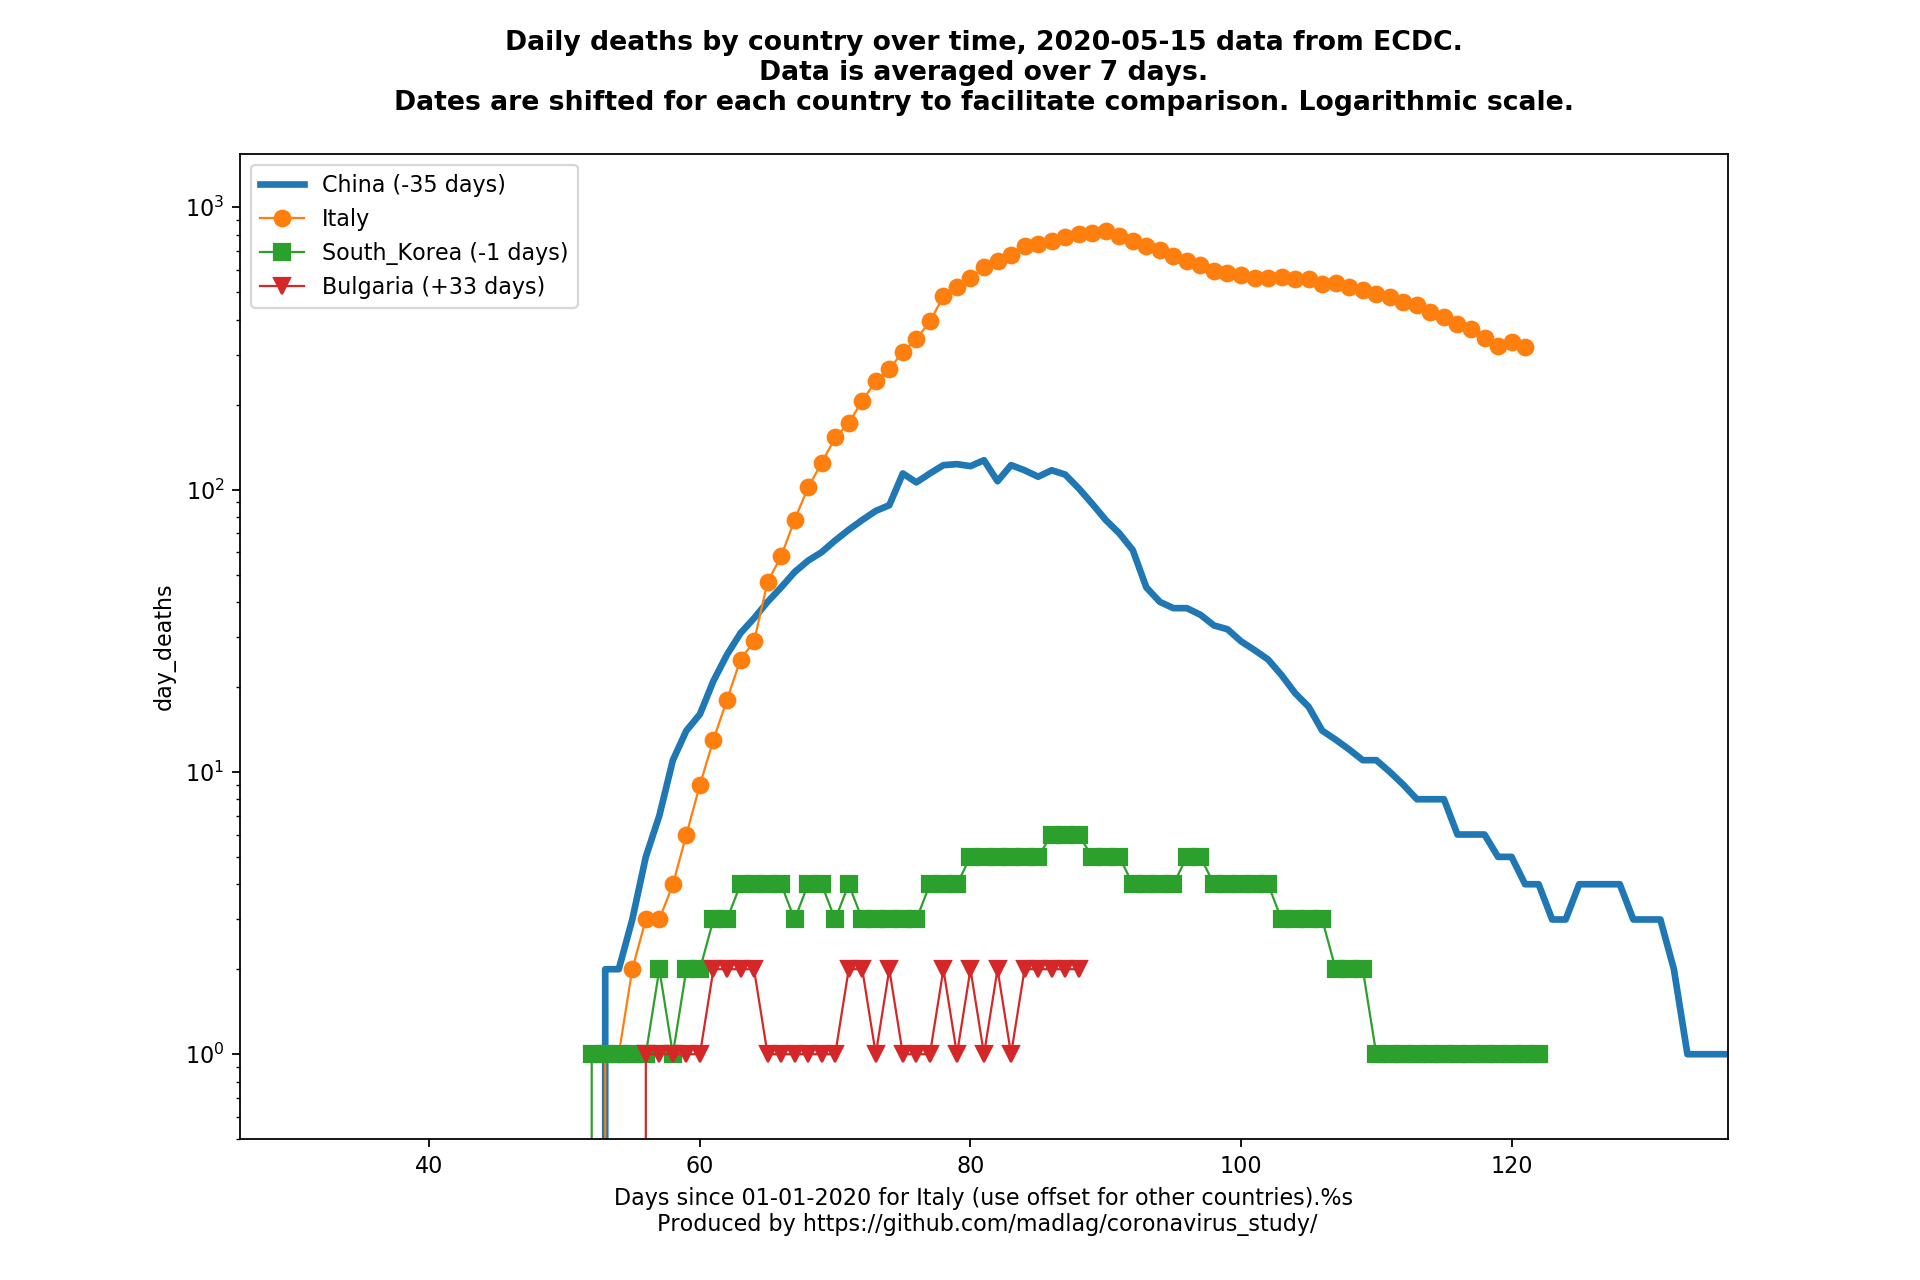 Daily deaths by country over time, 2020-05-15 data from ECDC.
Data is averaged over 7 days.
Dates are shifted for each country to facilitate comparison. Logarithmic scale.
China (-35 days)
Italy
South_Korea (-1 days)
Bulgaria (+33 days)
10³
10²
10¹
10⁰
day_deaths
40 60 80 100 120
Days since 01-01-2020 for Italy (use offset for other countries).%s
Produced by https://github.com/madlag/coronavirus_study/